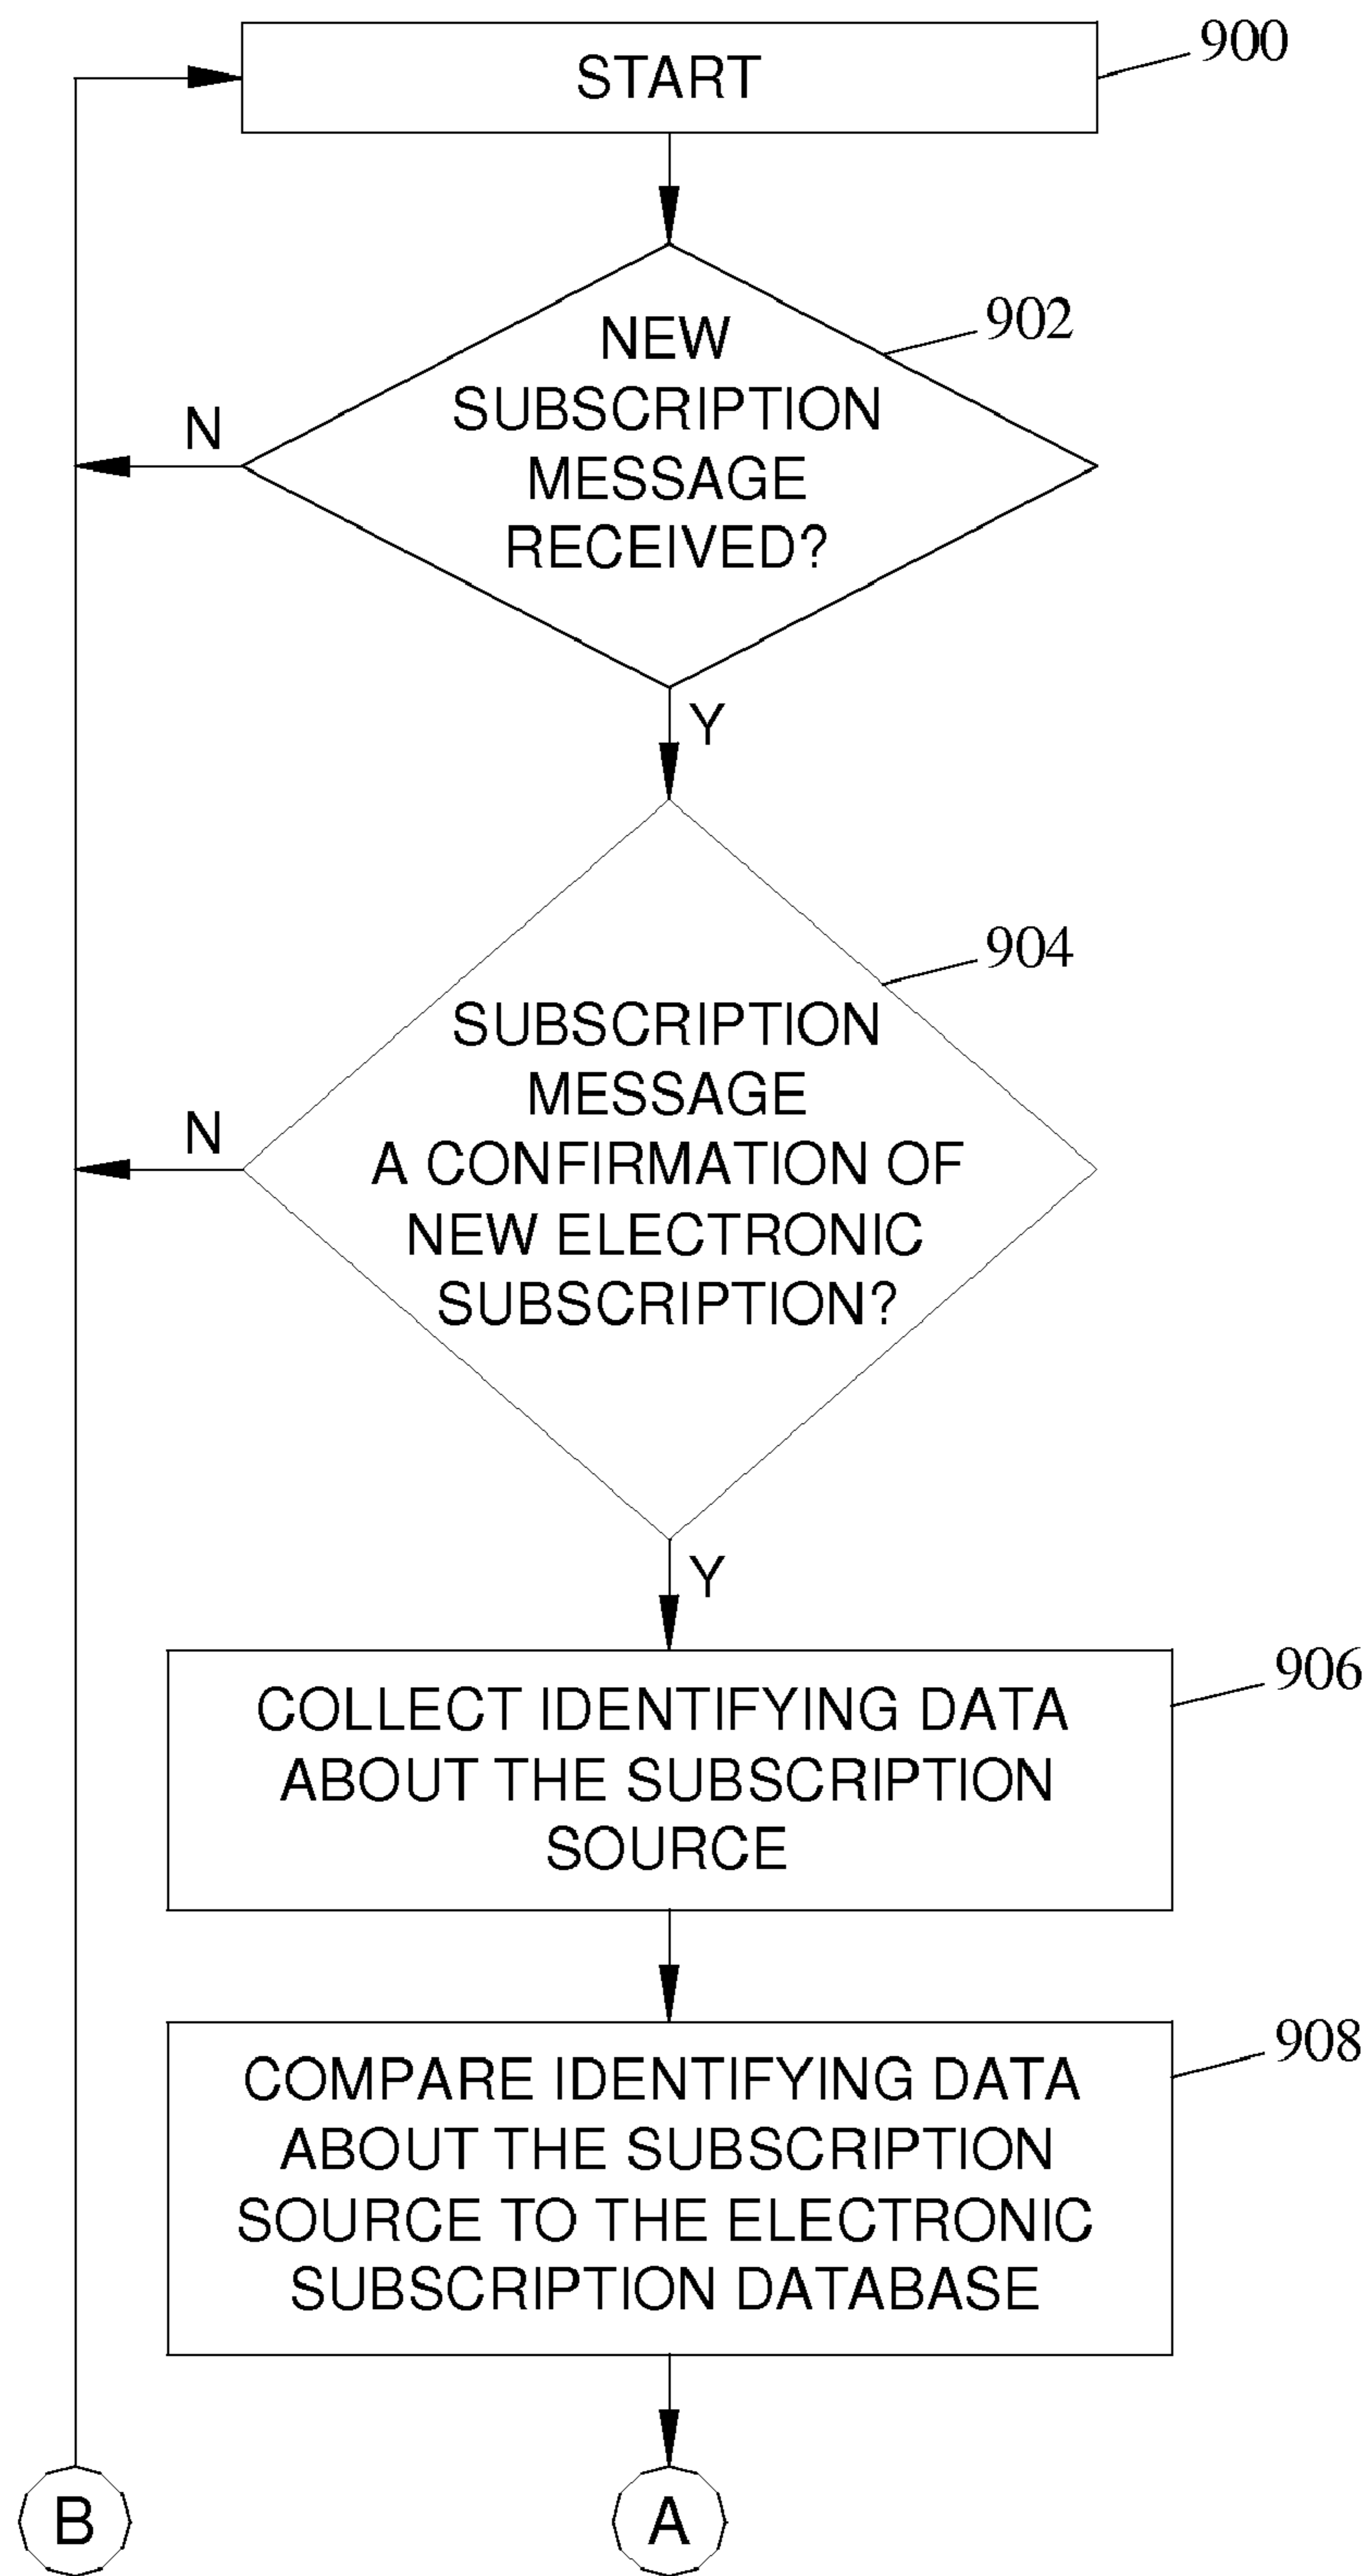 START
900
NEW
SUBSCRIPTION
MESSAGE
RECEIVED?
902
N
Y
SUBSCRIPTION
MESSAGE
A CONFIRMATION OF
NEW ELECTRONIC
SUBSCRIPTION?
904
N
Y
COLLECT IDENTIFYING DATA
ABOUT THE SUBSCRIPTION
SOURCE
906
COMPARE IDENTIFYING DATA
ABOUT THE SUBSCRIPTION
SOURCE TO THE ELECTRONIC
SUBSCRIPTION DATABASE
908
B
A